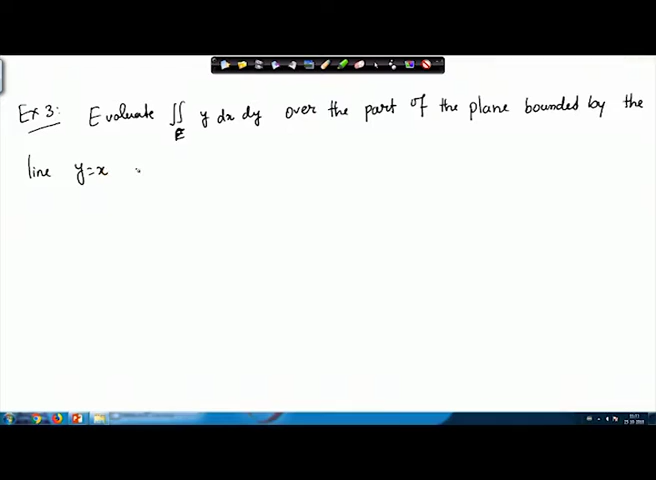 Ex 3: Evaluate ∬_E y dx dy over the part of the plane bounded by the
line y=x